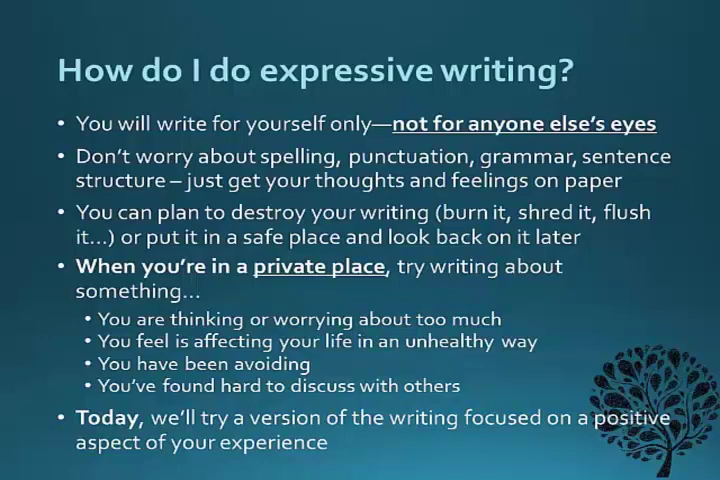 How do I do expressive writing?
• You will write for yourself only—not for anyone else's eyes
• Don't worry about spelling, punctuation, grammar, sentence
structure – just get your thoughts and feelings on paper
• You can plan to destroy your writing (burn it, shred it, flush
it...) or put it in a safe place and look back on it later
• When you're in a private place, try writing about
something...
• You are thinking or worrying about too much
• You feel is affecting your life in an unhealthy way
• You have been avoiding
• You've found hard to discuss with others
• Today, we'll try a version of the writing focused on a positive
aspect of your experience